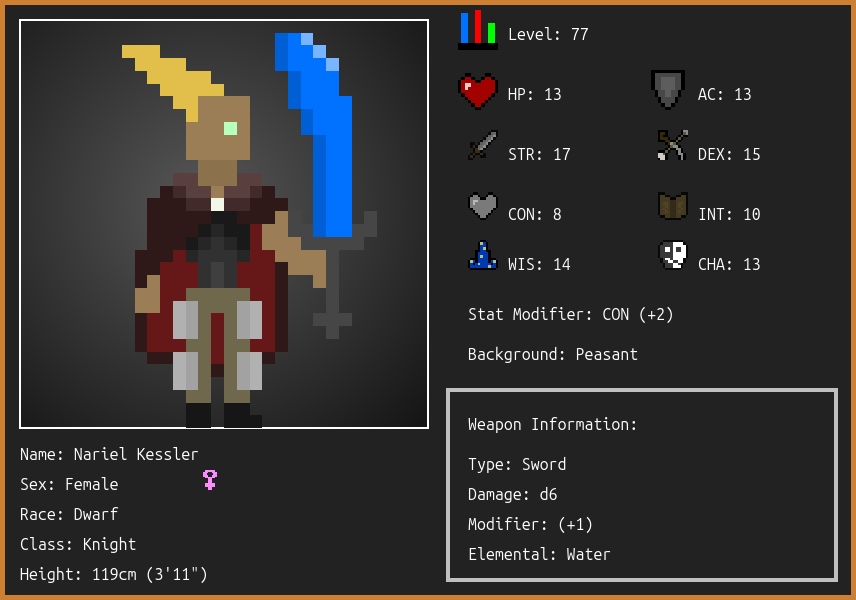 Level: 77
HP: 13
AC: 13
STR: 17
DEX: 15
CON: 8
INT: 10
WIS: 14
CHA: 13
Stat Modifier: CON (+2)
Background: Peasant
Weapon Information:
Type: Sword
Damage: d6
Modifier: (+1)
Elemental: Water
Name: Nariel Kessler
Sex: Female
Race: Dwarf
Class: Knight
Height: 119cm (3'11")